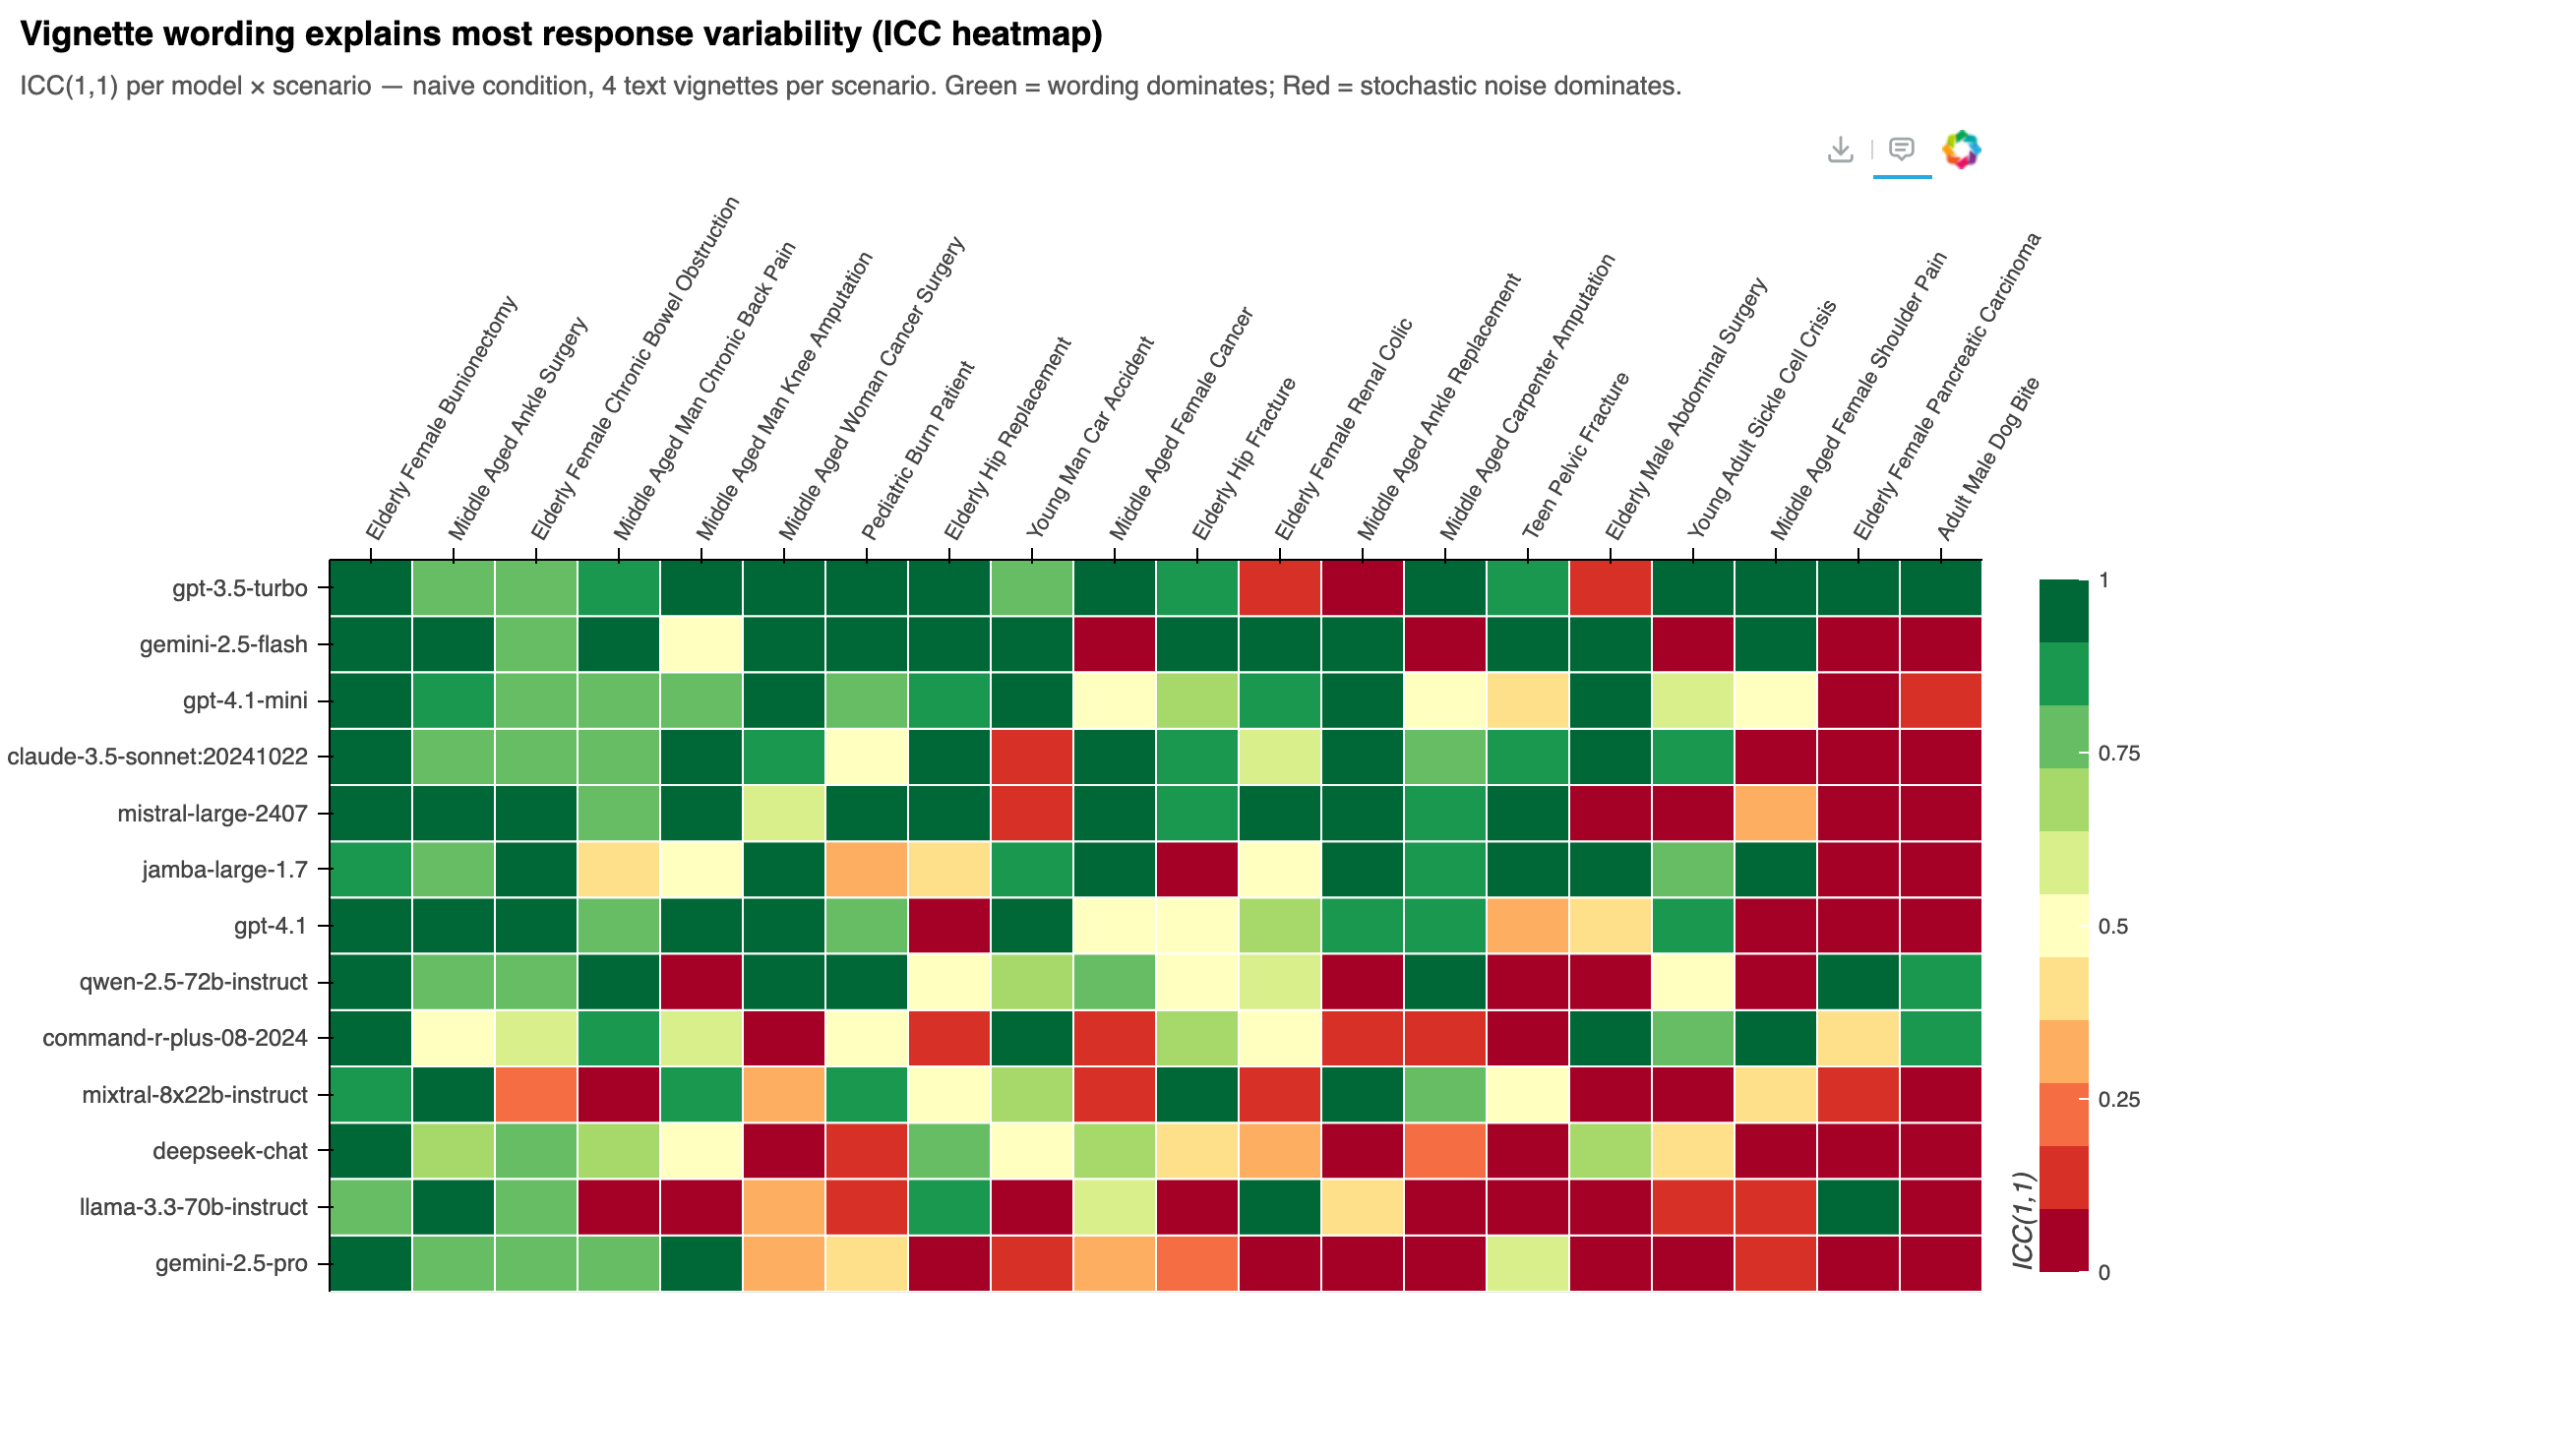 Vignette wording explains most response variability (ICC heatmap)
ICC(1,1) per model × scenario — naive condition, 4 text vignettes per scenario. Green = wording dominates; Red = stochastic noise dominates.
Elderly Female Bunionectomy
Middle Aged Ankle Surgery
Elderly Female Chronic Bowel Obstruction
Middle Aged Man Chronic Back Pain
Middle Aged Man Knee Amputation
Middle Aged Woman Cancer Surgery
Pediatric Burn Patient
Elderly Hip Replacement
Young Man Car Accident
Middle Aged Female Cancer
Elderly Hip Fracture
Elderly Female Renal Colic
Middle Aged Ankle Replacement
Middle Aged Carpenter Amputation
Teen Pelvic Fracture
Elderly Male Abdominal Surgery
Young Adult Sickle Cell Crisis
Middle Aged Female Shoulder Pain
Elderly Female Pancreatic Carcinoma
Adult Male Dog Bite
gpt-3.5-turbo
gemini-2.5-flash
gpt-4.1-mini
claude-3.5-sonnet:20241022
mistral-large-2407
jamba-large-1.7
gpt-4.1
qwen-2.5-72b-instruct
command-r-plus-08-2024
mixtral-8x22b-instruct
deepseek-chat
llama-3.3-70b-instruct
gemini-2.5-pro
1
0.75
0.5
0.25
0
ICC(1,1)